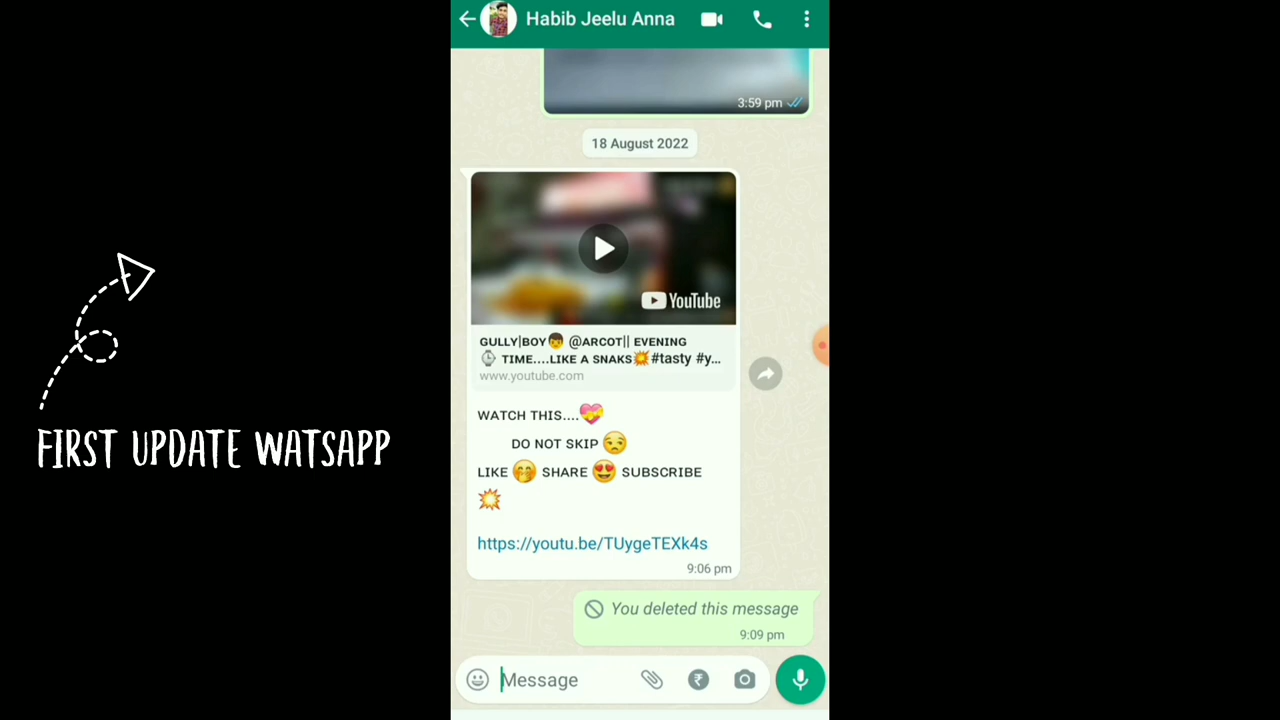 Habib Jeelu Anna
3:59 pm
18 August 2022
YouTube
GULLY|BOY👦 @ARCOT|| EVENING
⌚ TIME....LIKE A SNAKS💥#tasty #y...
www.youtube.com
WATCH THIS....💝
DO NOT SKIP 😒
LIKE 🤭 SHARE 😍 SUBSCRIBE
💥
https://youtu.be/TUygeTEXk4s
9:06 pm
You deleted this message
9:09 pm
Message
FIRST UPDATE WATSAPP